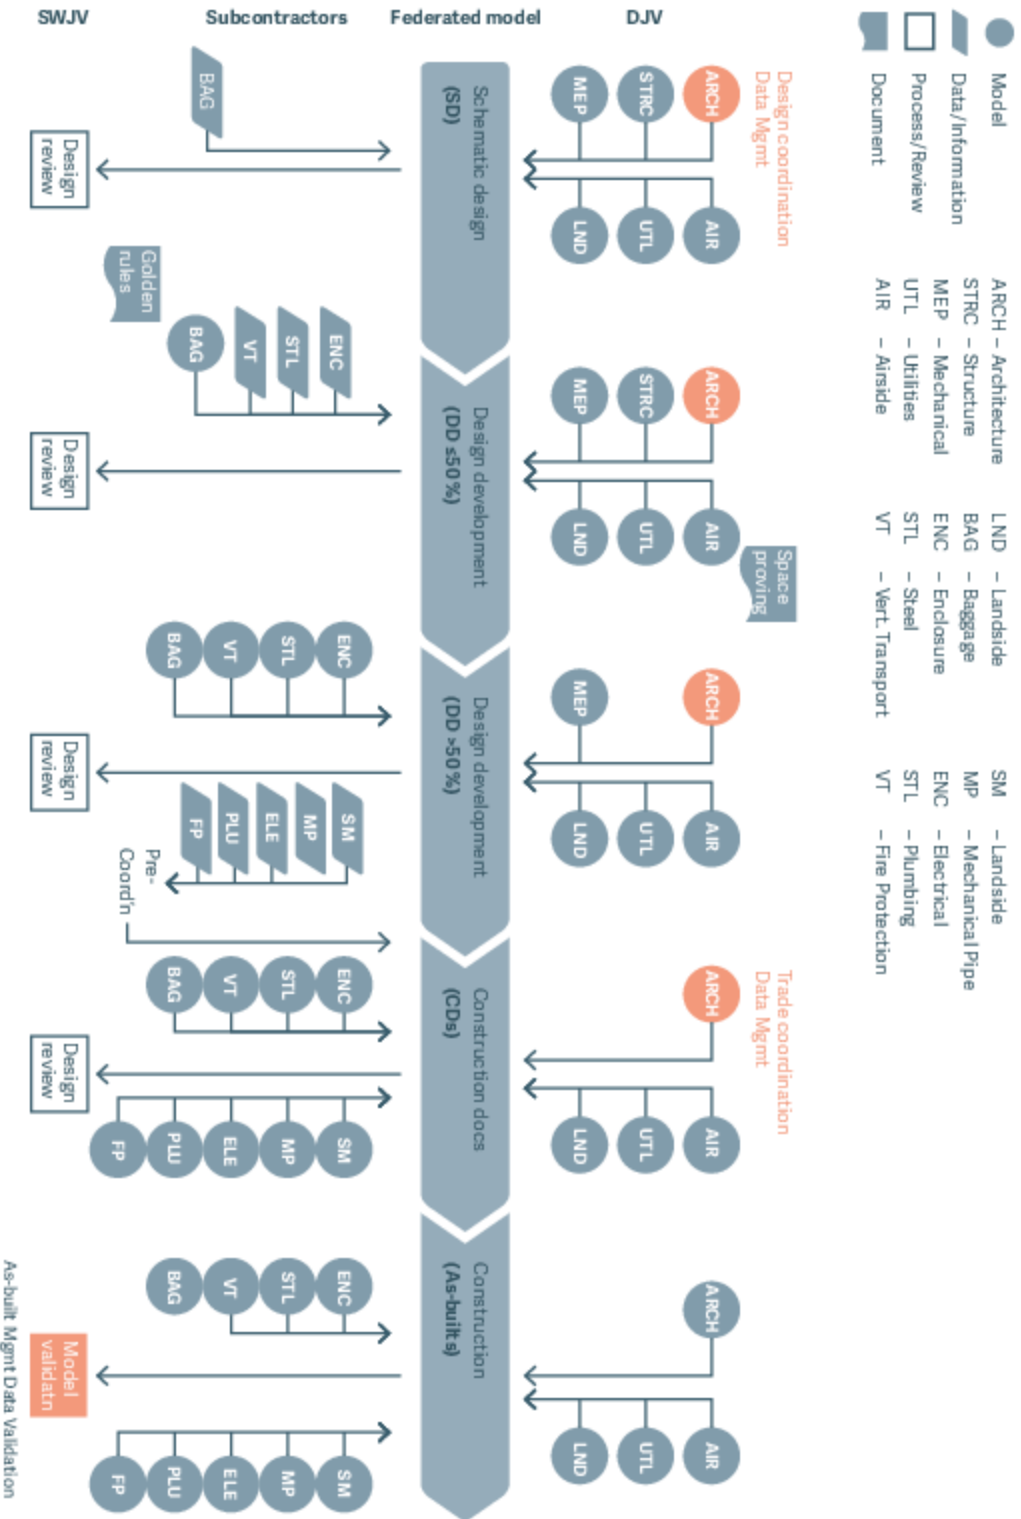 Model
Data/Information
Process/Review
Document
ARCH – Architecture
STRC – Structure
MEP – Mechanical
UTL – Utilities
AIR – Airside
LND – Landside
BAG – Baggage
ENC – Enclosure
STL – Steel
VT – Vert. Transport
SM – Landside
MP – Mechanical Pipe
ENC – Electrical
STL – Plumbing
VT – Fire Protection
DJV
Design coordination
Data Mgmt
ARCH
STRC
MEP
AIR
UTL
LND
ARCH
STRC
MEP
AIR
UTL
LND
Space
proving
ARCH
MEP
AIR
UTL
LND
Trade coordination
Data Mgmt
ARCH
AIR
UTL
LND
ARCH
AIR
UTL
LND
Federated model
Schematic design
(SD)
Design development
(DD ≤50%)
Design development
(DD >50%)
Construction docs
(CDs)
Construction
(As-builts)
Subcontractors
BAG
ENC
STL
VT
BAG
ENC
STL
VT
BAG
SM
MP
ELE
PLU
FP
Pre-
Coord'n
ENC
STL
VT
BAG
SM
MP
ELE
PLU
FP
ENC
STL
VT
BAG
SM
MP
ELE
PLU
FP
SWJV
Design
review
Golden
rules
Design
review
Design
review
Design
review
Model
validatn
As-built Mgmt Data Validation